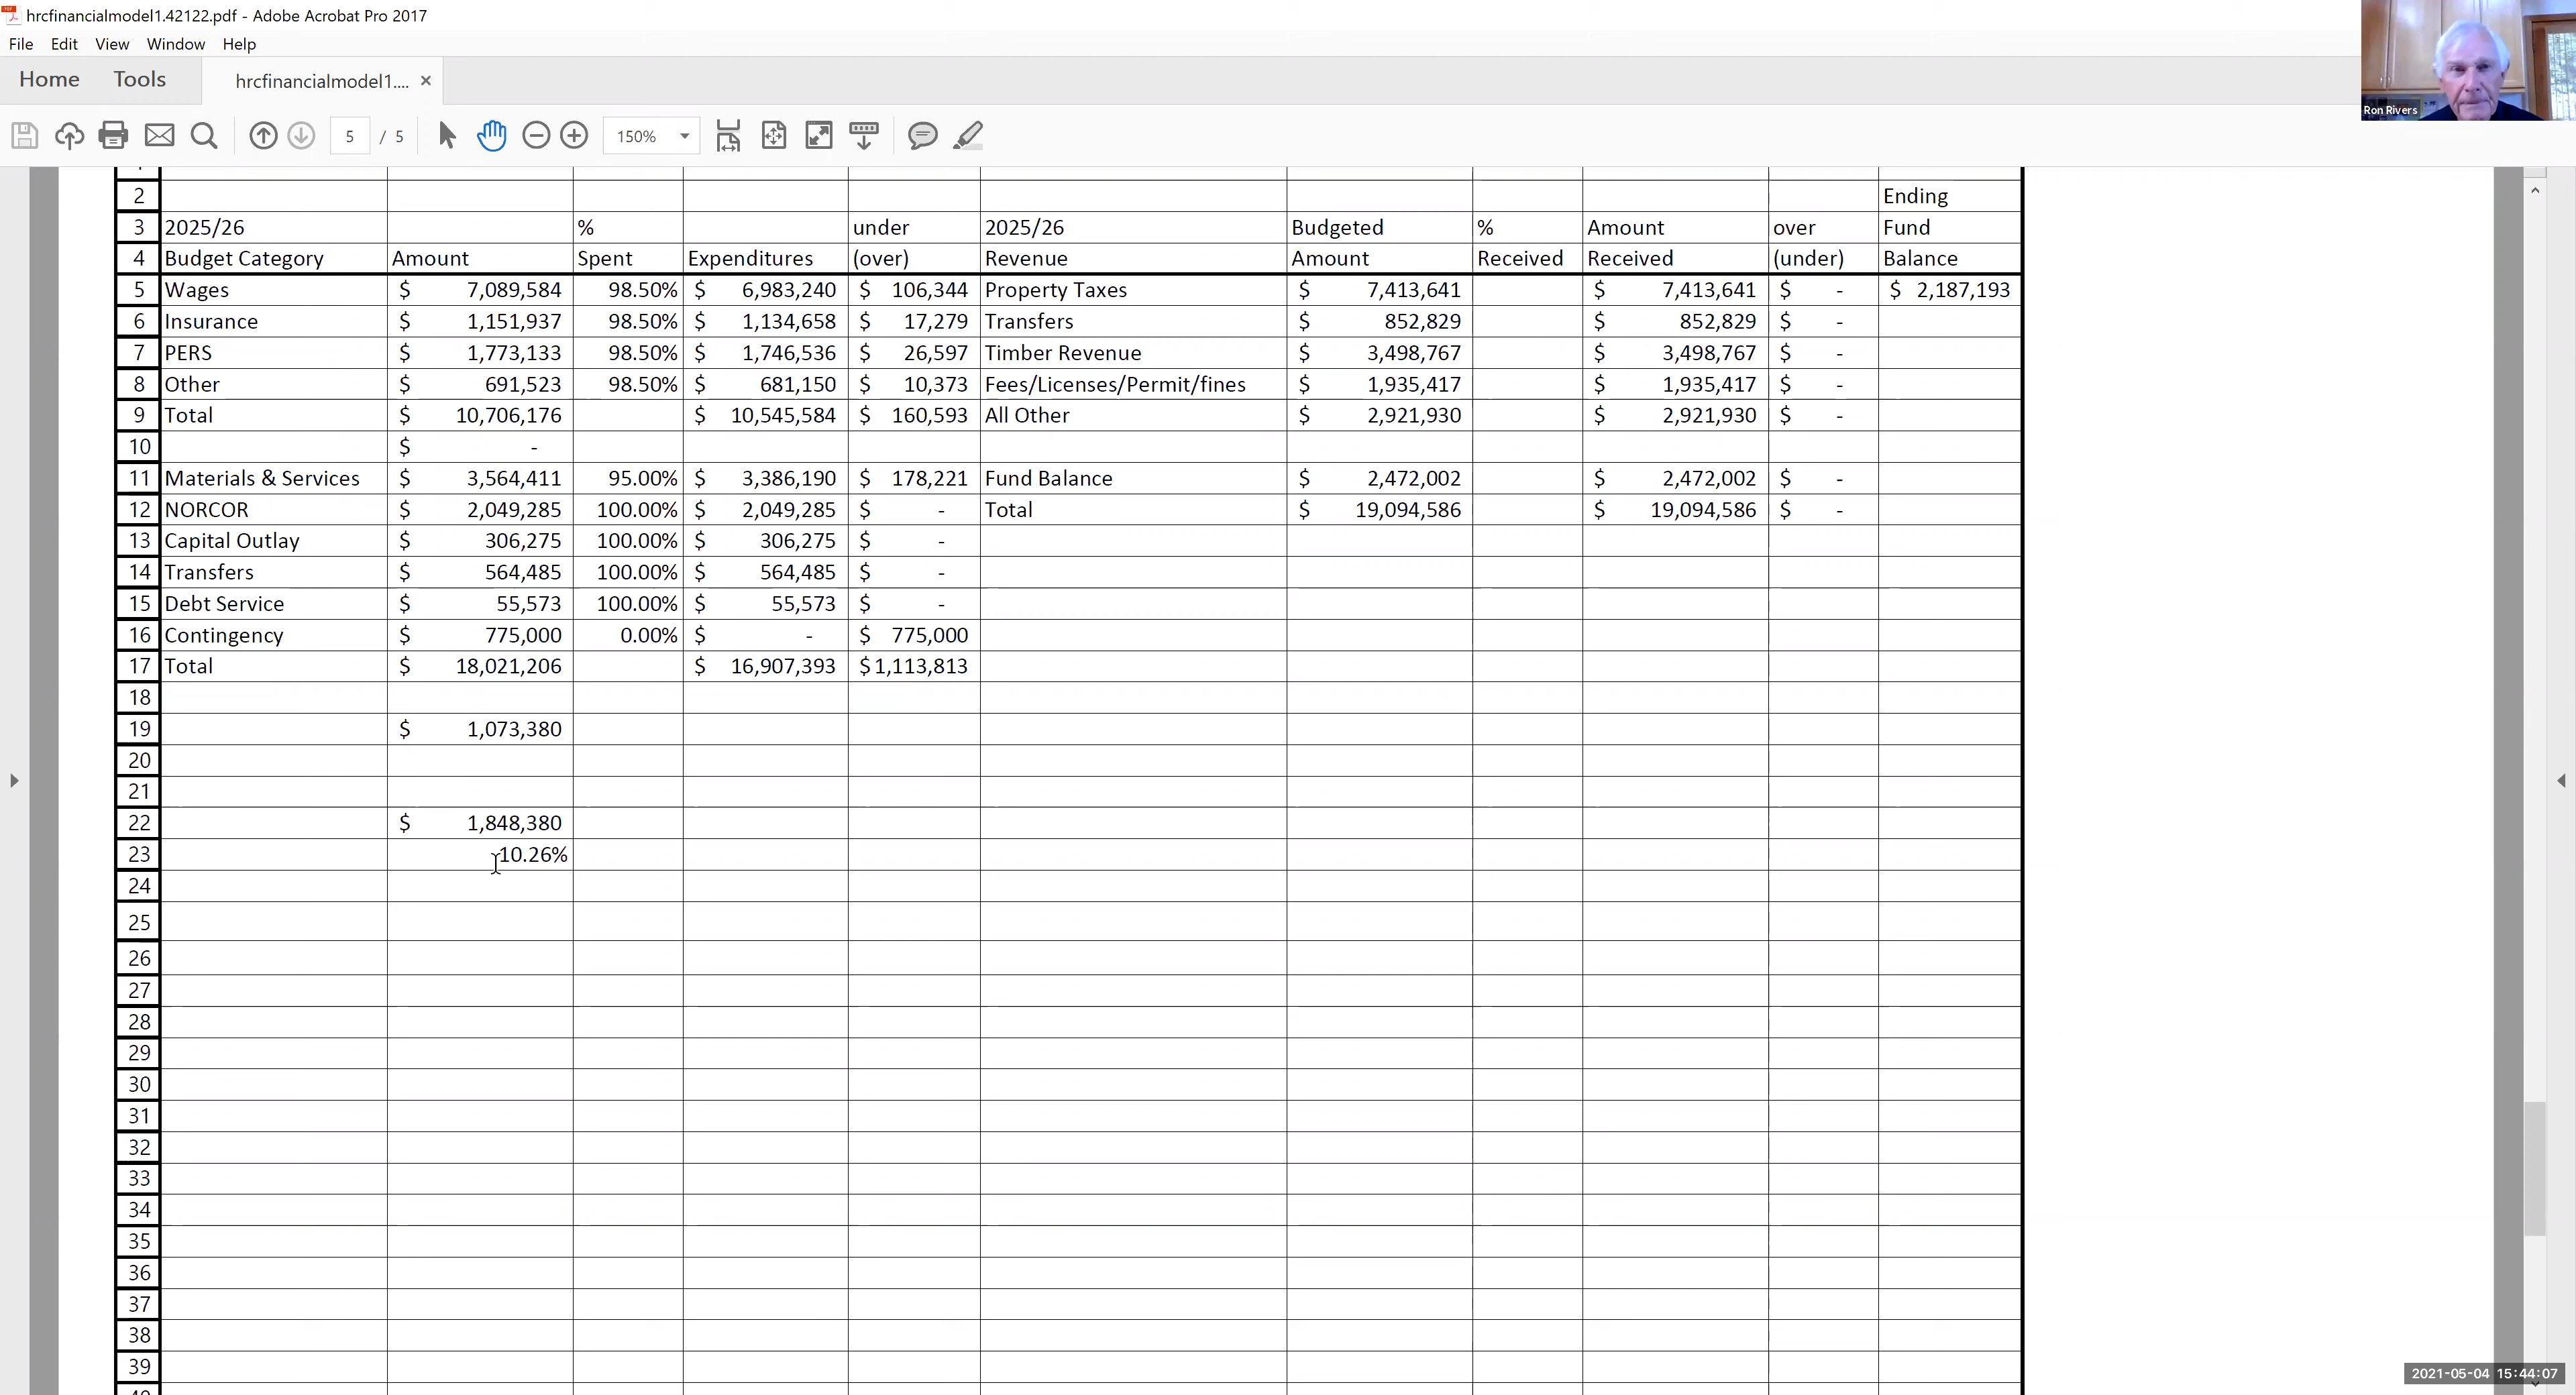 hrcfinancialmodel1.42122.pdf - Adobe Acrobat Pro 2017
File Edit View Window Help
Home Tools hrcfinancialmodel1.... ×
5 / 5 150%
Ron Rivers
2 Ending
3 2025/26 % under 2025/26 Budgeted % Amount over Fund
4 Budget Category Amount Spent Expenditures (over) Revenue Amount Received Received (under) Balance
5 Wages $ 7,089,584 98.50% $ 6,983,240 $ 106,344 Property Taxes $ 7,413,641 $ 7,413,641 $ - $ 2,187,193
6 Insurance $ 1,151,937 98.50% $ 1,134,658 $ 17,279 Transfers $ 852,829 $ 852,829 $ -
7 PERS $ 1,773,133 98.50% $ 1,746,536 $ 26,597 Timber Revenue $ 3,498,767 $ 3,498,767 $ -
8 Other $ 691,523 98.50% $ 681,150 $ 10,373 Fees/Licenses/Permit/fines $ 1,935,417 $ 1,935,417 $ -
9 Total $ 10,706,176 $ 10,545,584 $ 160,593 All Other $ 2,921,930 $ 2,921,930 $ -
10 $ -
11 Materials & Services $ 3,564,411 95.00% $ 3,386,190 $ 178,221 Fund Balance $ 2,472,002 $ 2,472,002 $ -
12 NORCOR $ 2,049,285 100.00% $ 2,049,285 $ - Total $ 19,094,586 $ 19,094,586 $ -
13 Capital Outlay $ 306,275 100.00% $ 306,275 $ -
14 Transfers $ 564,485 100.00% $ 564,485 $ -
15 Debt Service $ 55,573 100.00% $ 55,573 $ -
16 Contingency $ 775,000 0.00% $ - $ 775,000
17 Total $ 18,021,206 $ 16,907,393 $ 1,113,813
18
19 $ 1,073,380
20
21
22 $ 1,848,380
23 10.26%
24
25
26
27
28
29
30
31
32
33
34
35
36
37
38
39
2021-05-04 15:44:07